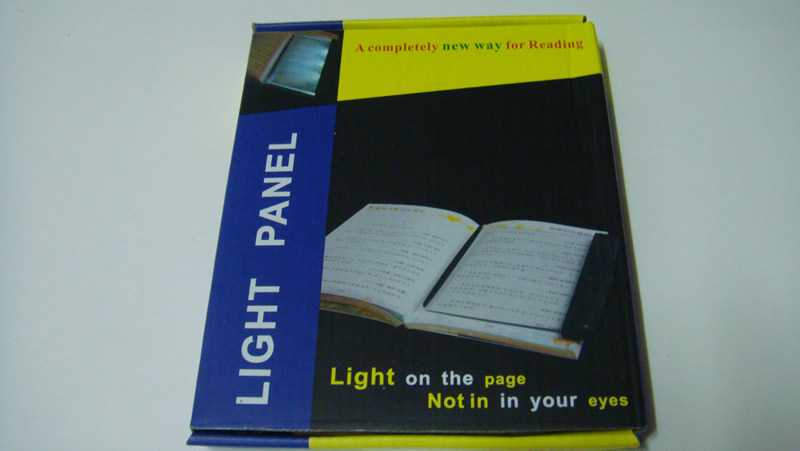 A completely new way for Reading
LIGHT PANEL
Light on the page
Not in in your eyes